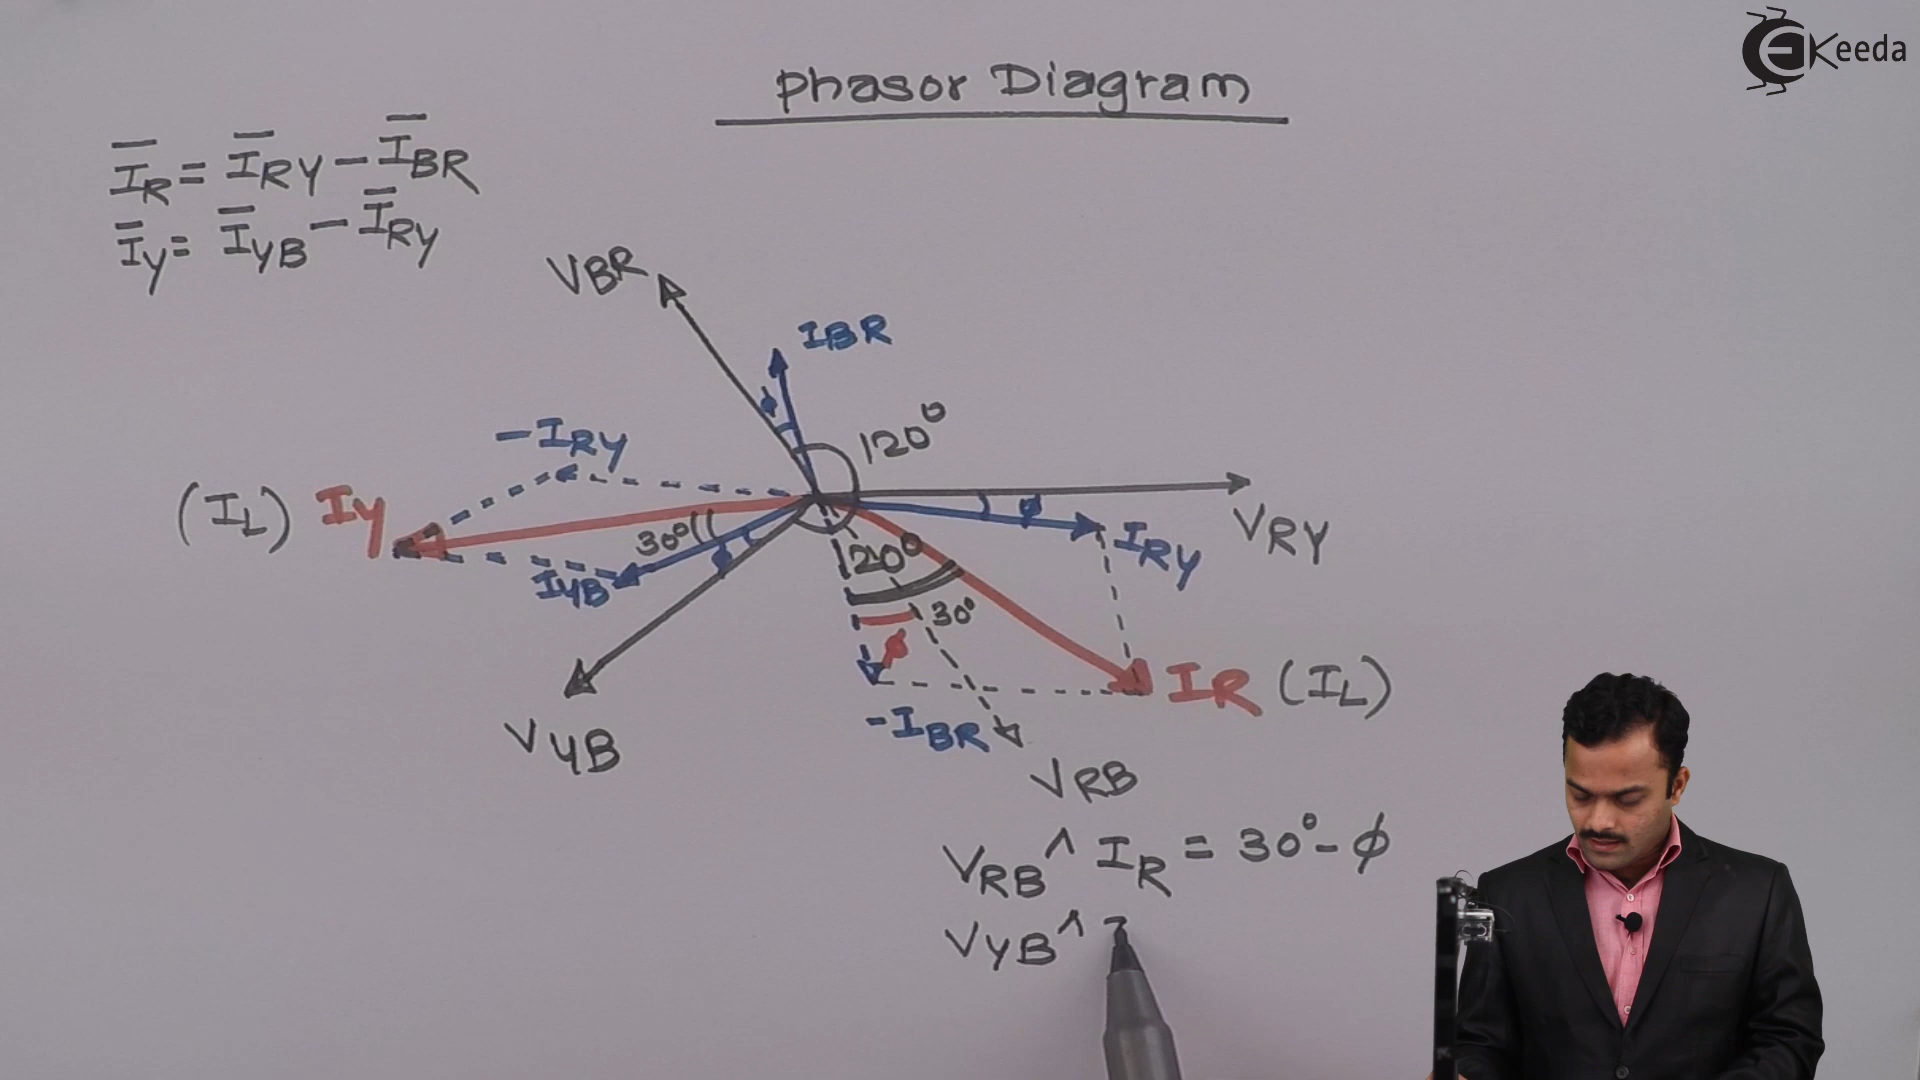 EKeeda
Phasor Diagram
I̅R = I̅RY - I̅BR
I̅Y = I̅YB - I̅RY
VBR
IBR
ϕ
120°
-IRY
(IL) IY
30°
ϕ
VRY
IRY
IYB
ϕ
120°
30°
ϕ
IR (IL)
-IBR
VYB
VRB
VRB ^ IR = 30° - ϕ
VYB ^